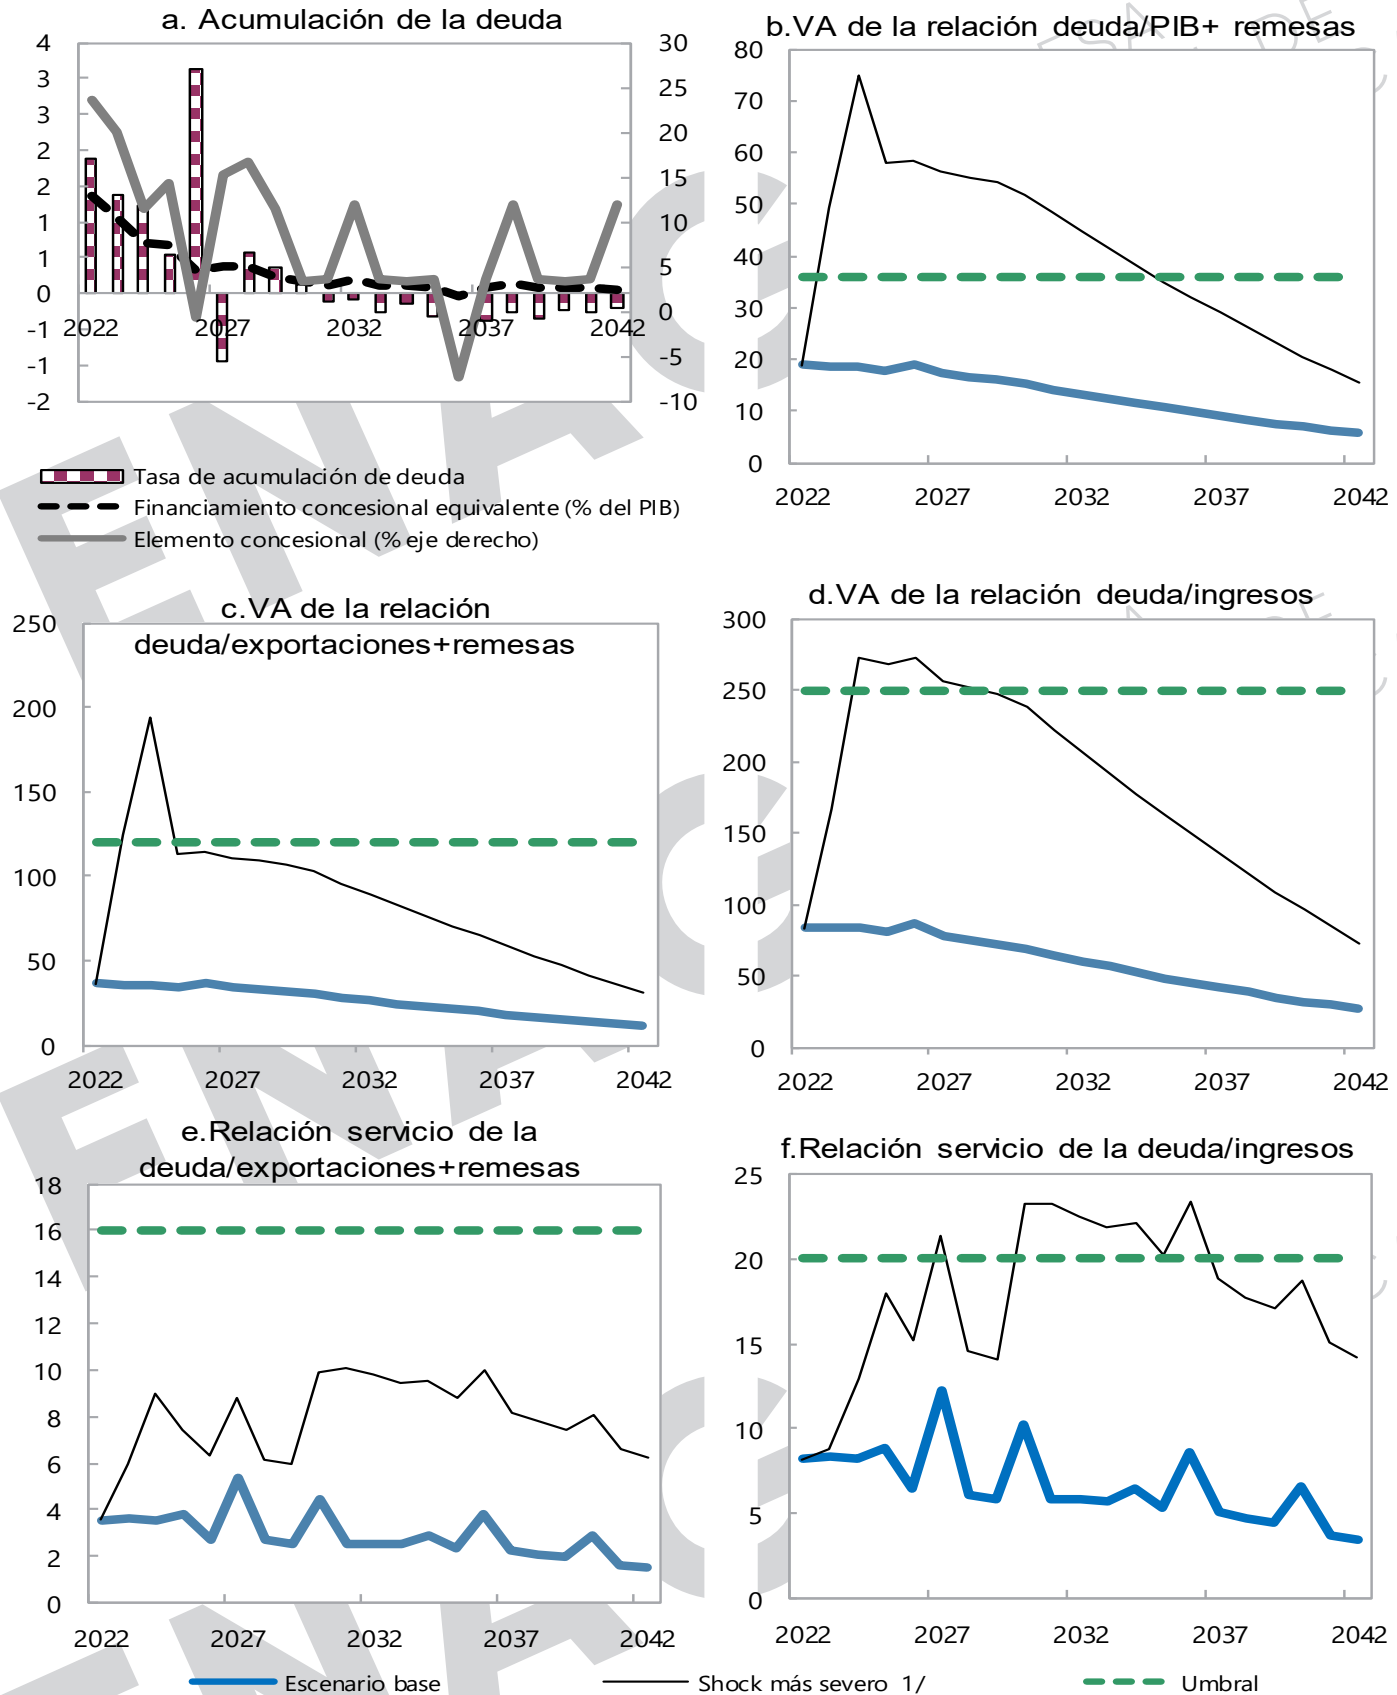 a. Acumulación de la deuda
4
3
3
2
2
1
1
0
-1
-1
-2
30
25
20
15
10
5
0
-5
-10
2022 2027 2032 2037 2042
Tasa de acumulación de deuda
Financiamiento concesional equivalente (% del PIB)
Elemento concesional (% eje derecho)
b.VA de la relación deuda/PIB+ remesas
80
70
60
50
40
30
20
10
0
2022 2027 2032 2037 2042
c.VA de la relación
deuda/exportaciones+remesas
250
200
150
100
50
0
2022 2027 2032 2037 2042
d.VA de la relación deuda/ingresos
300
250
200
150
100
50
0
2022 2027 2032 2037 2042
e.Relación servicio de la
deuda/exportaciones+remesas
18
16
14
12
10
8
6
4
2
0
2022 2027 2032 2037 2042
f.Relación servicio de la deuda/ingresos
25
20
15
10
5
0
2022 2027 2032 2037 2042
Escenario base
Shock más severo 1/
Umbral